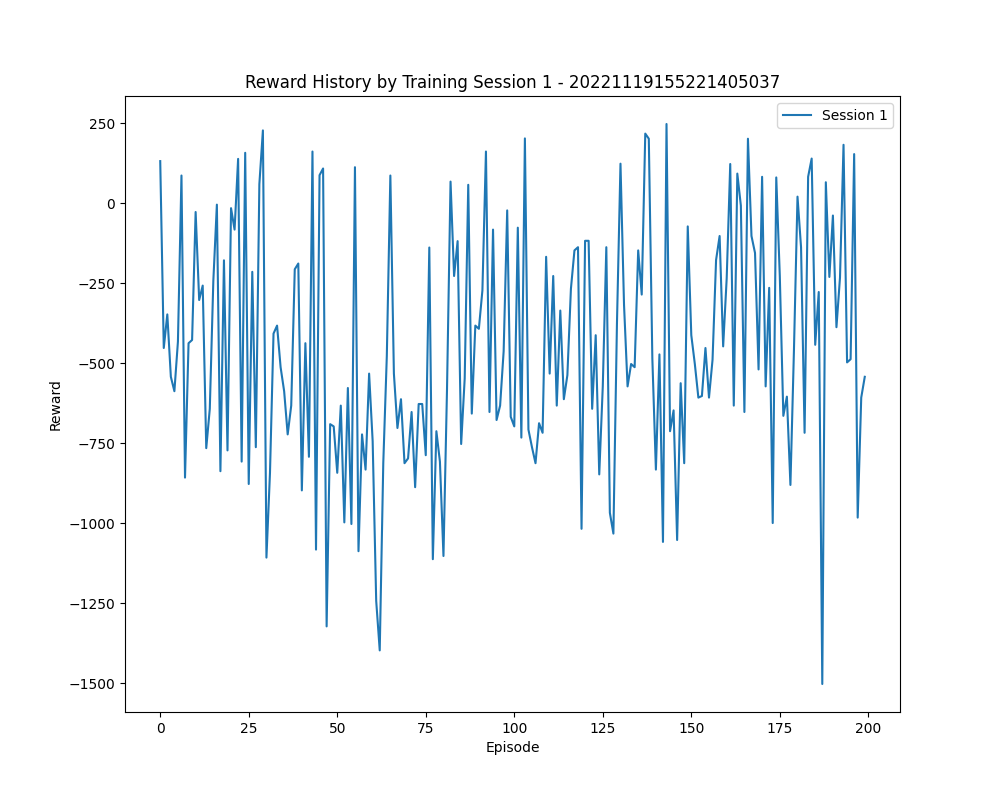 Reward History by Training Session 1 - 20221119155221405037
Session 1
250
0
−250
−500
−750
−1000
−1250
−1500
Reward
0 25 50 75 100 125 150 175 200
Episode